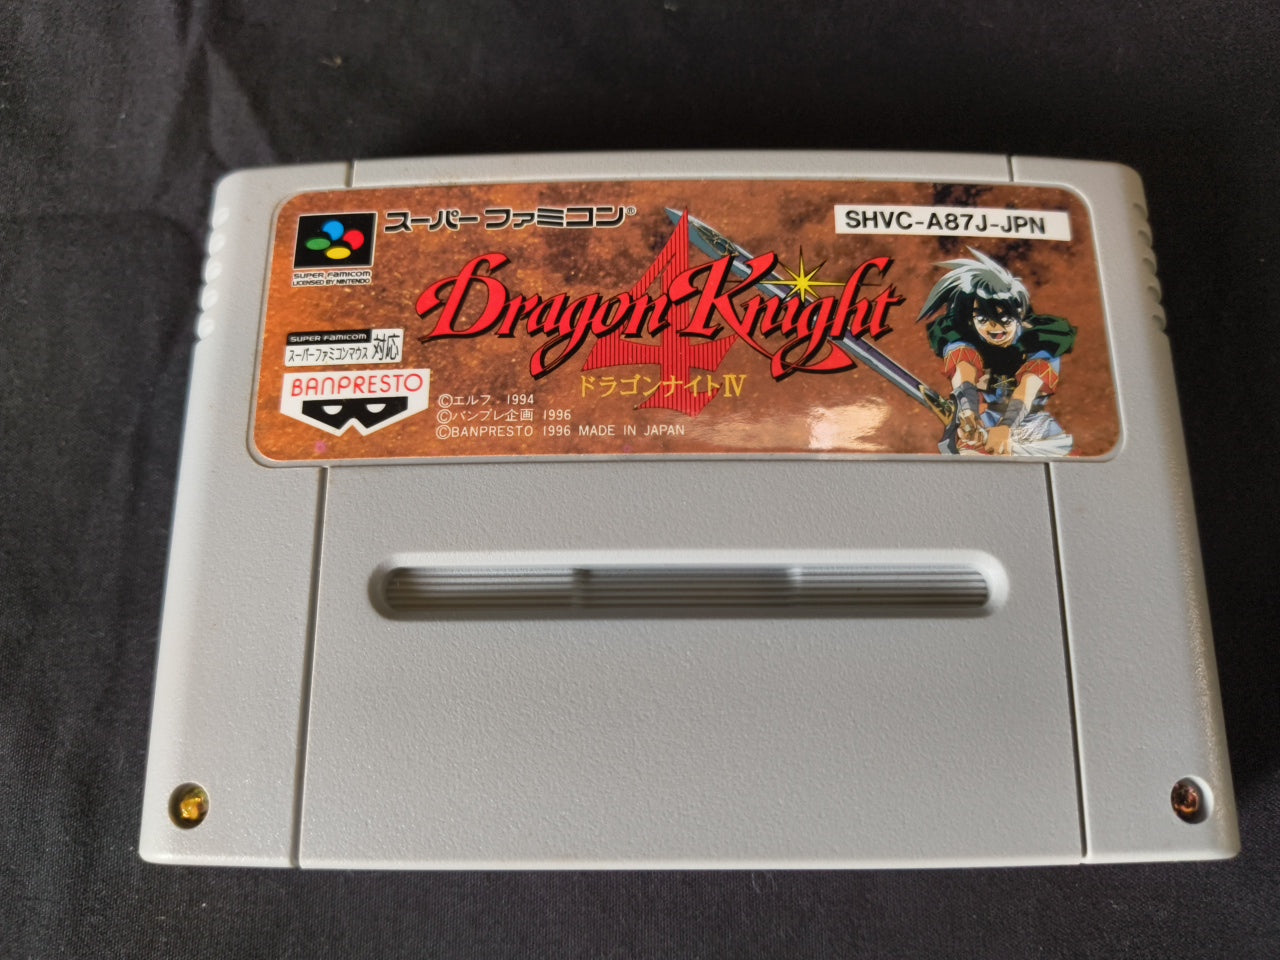 スーパーファミコン®
SHVC-A87J-JPN
SUPER FAMICOM
LICENSED BY NINTENDO
Dragon Knight
4
ドラゴンナイトⅣ
SUPER FAMICOM
スーパーファミコンマウス 対応
BANPRESTO
©エルフ 1994
©バンプレ企画 1996
©BANPRESTO 1996 MADE IN JAPAN